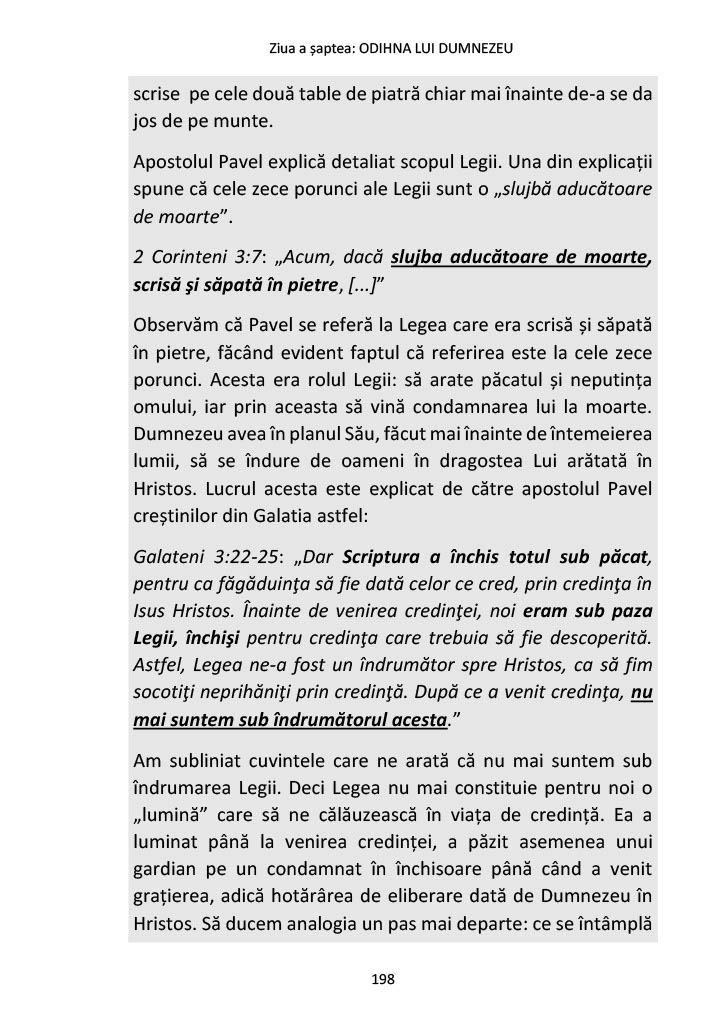 Ziua a șaptea: ODIHNA LUI DUMNEZEU
scrise  pe cele două table de piatră chiar mai înainte de-a se da
jos de pe munte.
Apostolul Pavel explică detaliat scopul Legii. Una din explicații
spune că cele zece porunci ale Legii sunt o „slujbă aducătoare
de moarte”.
2 Corinteni 3:7: „Acum, dacă slujba aducătoare de moarte,
scrisă şi săpată în pietre, [...]”
Observăm că Pavel se referă la Legea care era scrisă și săpată
în pietre, făcând evident faptul că referirea este la cele zece
porunci. Acesta era rolul Legii: să arate păcatul și neputința
omului, iar prin aceasta să vină condamnarea lui la moarte.
Dumnezeu avea în planul Său, făcut mai înainte de întemeierea
lumii, să se îndure de oameni în dragostea Lui arătată în
Hristos. Lucrul acesta este explicat de către apostolul Pavel
creștinilor din Galatia astfel:
Galateni 3:22-25: „Dar Scriptura a închis totul sub păcat,
pentru ca făgăduinţa să fie dată celor ce cred, prin credinţa în
Isus Hristos. Înainte de venirea credinţei, noi eram sub paza
Legii, închişi pentru credinţa care trebuia să fie descoperită.
Astfel, Legea ne-a fost un îndrumător spre Hristos, ca să fim
socotiţi neprihăniţi prin credinţă. După ce a venit credinţa, nu
mai suntem sub îndrumătorul acesta.”
Am subliniat cuvintele care ne arată că nu mai suntem sub
îndrumarea Legii. Deci Legea nu mai constituie pentru noi o
„lumină” care să ne călăuzească în viața de credință. Ea a
luminat până la venirea credinței, a păzit asemenea unui
gardian pe un condamnat în închisoare până când a venit
grațierea, adică hotărârea de eliberare dată de Dumnezeu în
Hristos. Să ducem analogia un pas mai departe: ce se întâmplă
198